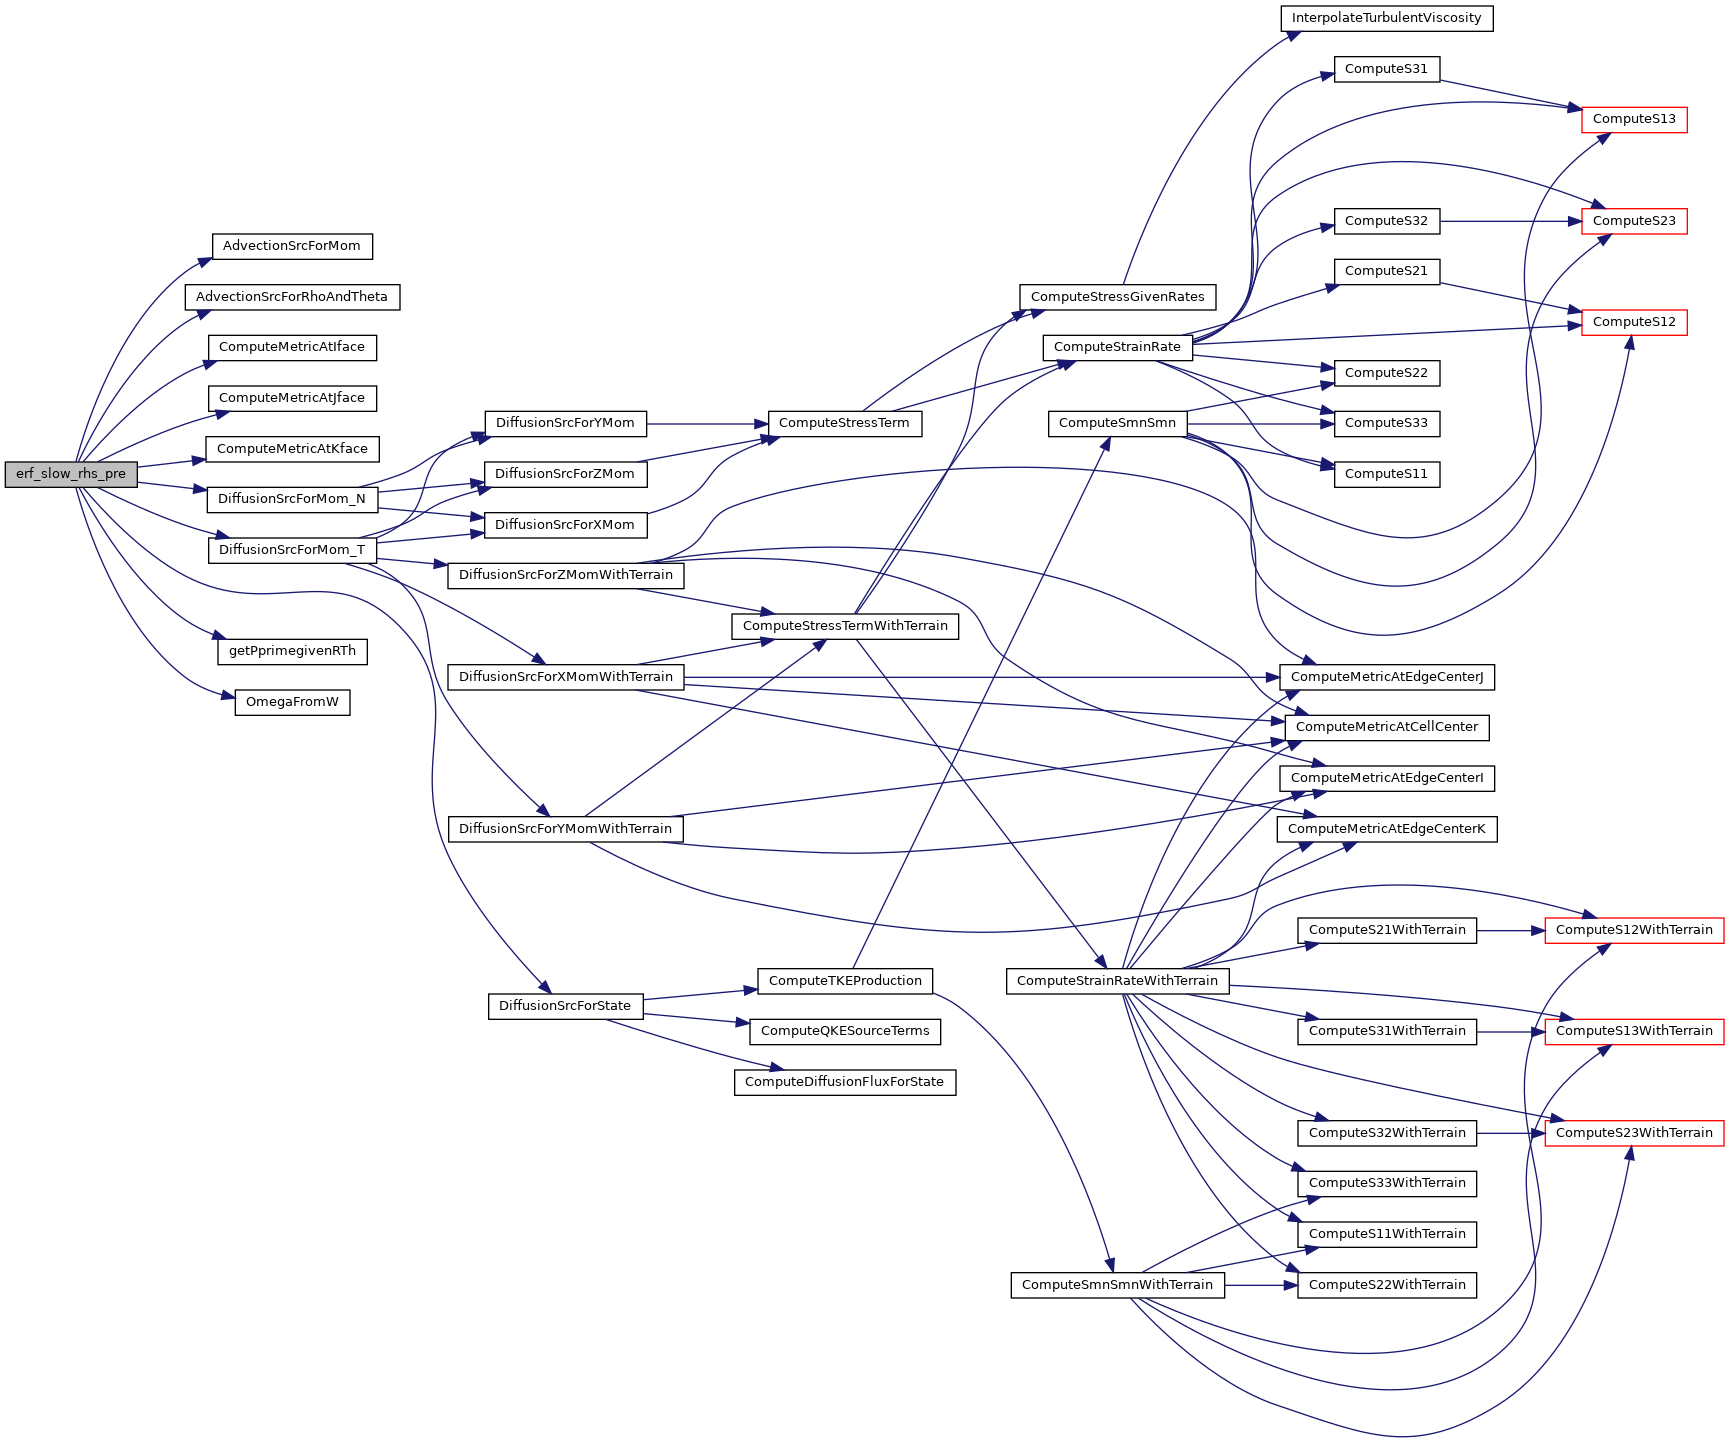 erf_slow_rhs_pre
AdvectionSrcForMom
AdvectionSrcForRhoAndTheta
ComputeMetricAtIface
ComputeMetricAtJface
ComputeMetricAtKface
DiffusionSrcForMom_N
DiffusionSrcForMom_T
getPprimegivenRTh
OmegaFromW
DiffusionSrcForYMom
DiffusionSrcForZMom
DiffusionSrcForXMom
DiffusionSrcForZMomWithTerrain
DiffusionSrcForXMomWithTerrain
DiffusionSrcForYMomWithTerrain
DiffusionSrcForState
ComputeStressTerm
ComputeStressTermWithTerrain
ComputeTKEProduction
ComputeQKESourceTerms
ComputeDiffusionFluxForState
ComputeStressGivenRates
ComputeStrainRate
ComputeSmnSmn
ComputeStrainRateWithTerrain
ComputeSmnSmnWithTerrain
InterpolateTurbulentViscosity
ComputeS31
ComputeS32
ComputeS21
ComputeS22
ComputeS33
ComputeS11
ComputeMetricAtEdgeCenterJ
ComputeMetricAtCellCenter
ComputeMetricAtEdgeCenterI
ComputeMetricAtEdgeCenterK
ComputeS21WithTerrain
ComputeS31WithTerrain
ComputeS32WithTerrain
ComputeS33WithTerrain
ComputeS11WithTerrain
ComputeS22WithTerrain
ComputeS13
ComputeS23
ComputeS12
ComputeS12WithTerrain
ComputeS13WithTerrain
ComputeS23WithTerrain